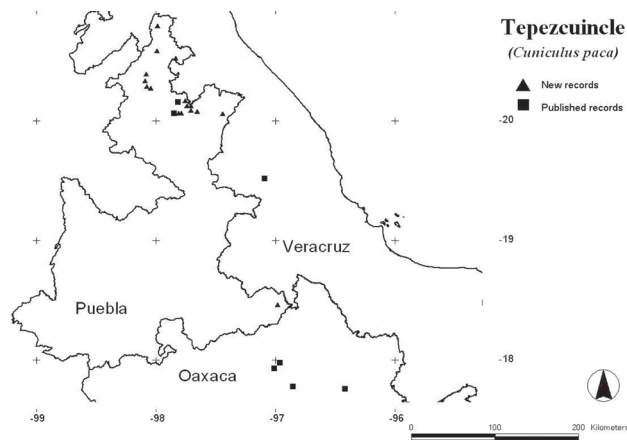 Tepezcuincle
(Cuniculus paca)
New records
Published records
-20
-19
Veracruz
Puebla
-18
Oaxaca
-99
-98
-97
-96
0
100
200 Kilometers